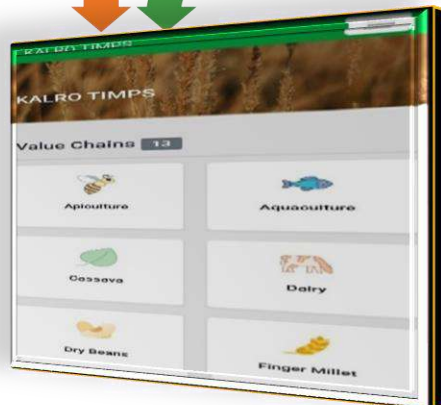 KALRO TIMPS
KALRO TIMPS
Value Chains 13
Apiculture
Aquaculture
Cassava
Dairy
Dry Beans
Finger Millet